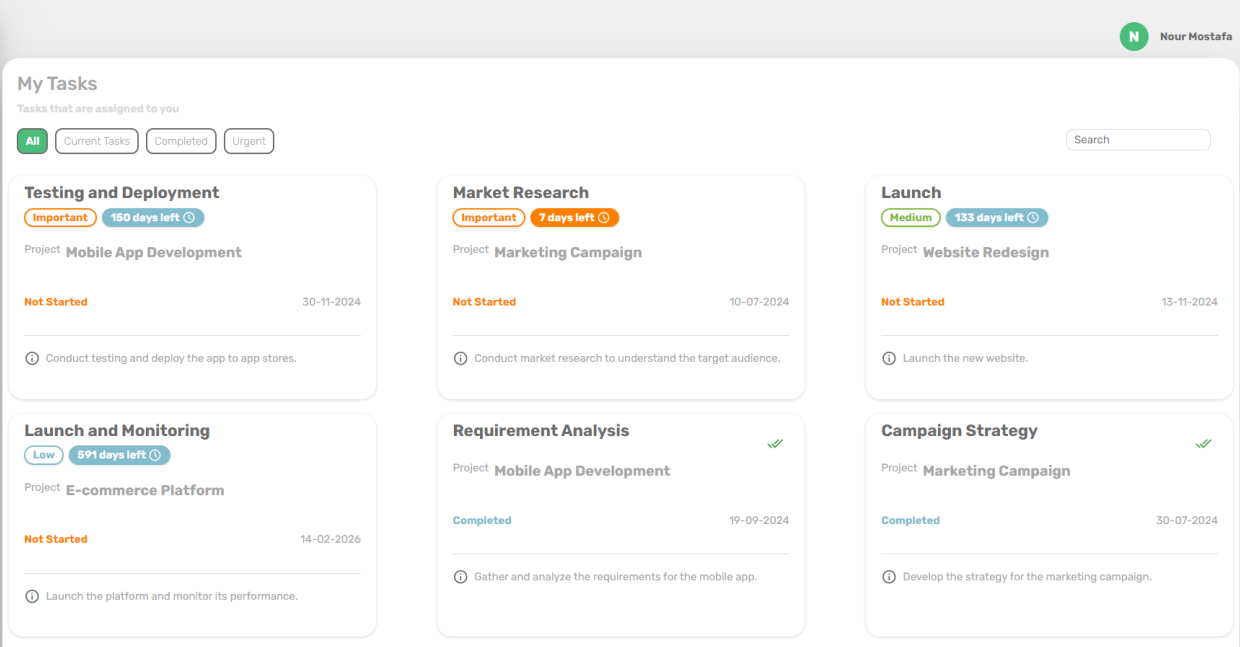 N Nour Mostafa
My Tasks
Tasks that are assigned to you
All Current Tasks Completed Urgent Search
Testing and Deployment
Important 150 days left
Project Mobile App Development
Not Started 30-11-2024
Conduct testing and deploy the app to app stores.
Market Research
Important 7 days left
Project Marketing Campaign
Not Started 10-07-2024
Conduct market research to understand the target audience.
Launch
Medium 133 days left
Project Website Redesign
Not Started 13-11-2024
Launch the new website.
Launch and Monitoring
Low 591 days left
Project E-commerce Platform
Not Started 14-02-2026
Launch the platform and monitor its performance.
Requirement Analysis
Project Mobile App Development
Completed 19-09-2024
Gather and analyze the requirements for the mobile app.
Campaign Strategy
Project Marketing Campaign
Completed 30-07-2024
Develop the strategy for the marketing campaign.